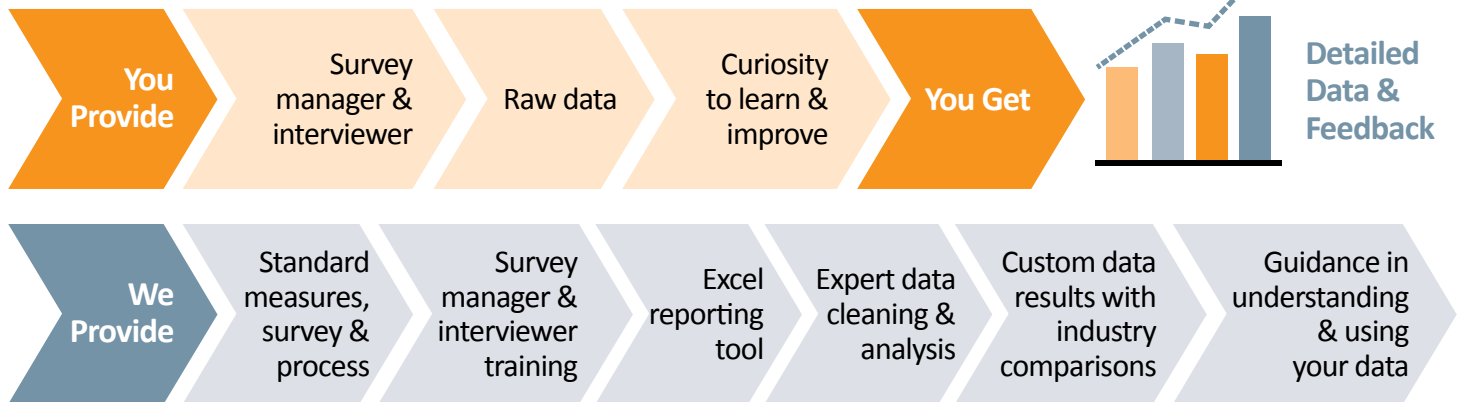 You
Provide
Survey
manager &
interviewer
Raw data
Curiosity
to learn &
improve
You Get
Detailed
Data &
Feedback
We
Provide
Standard
measures,
survey &
process
Survey
manager &
interviewer
training
Excel
reporting
tool
Expert data
cleaning &
analysis
Custom data
results with
industry
comparisons
Guidance in
understanding
& using
your data